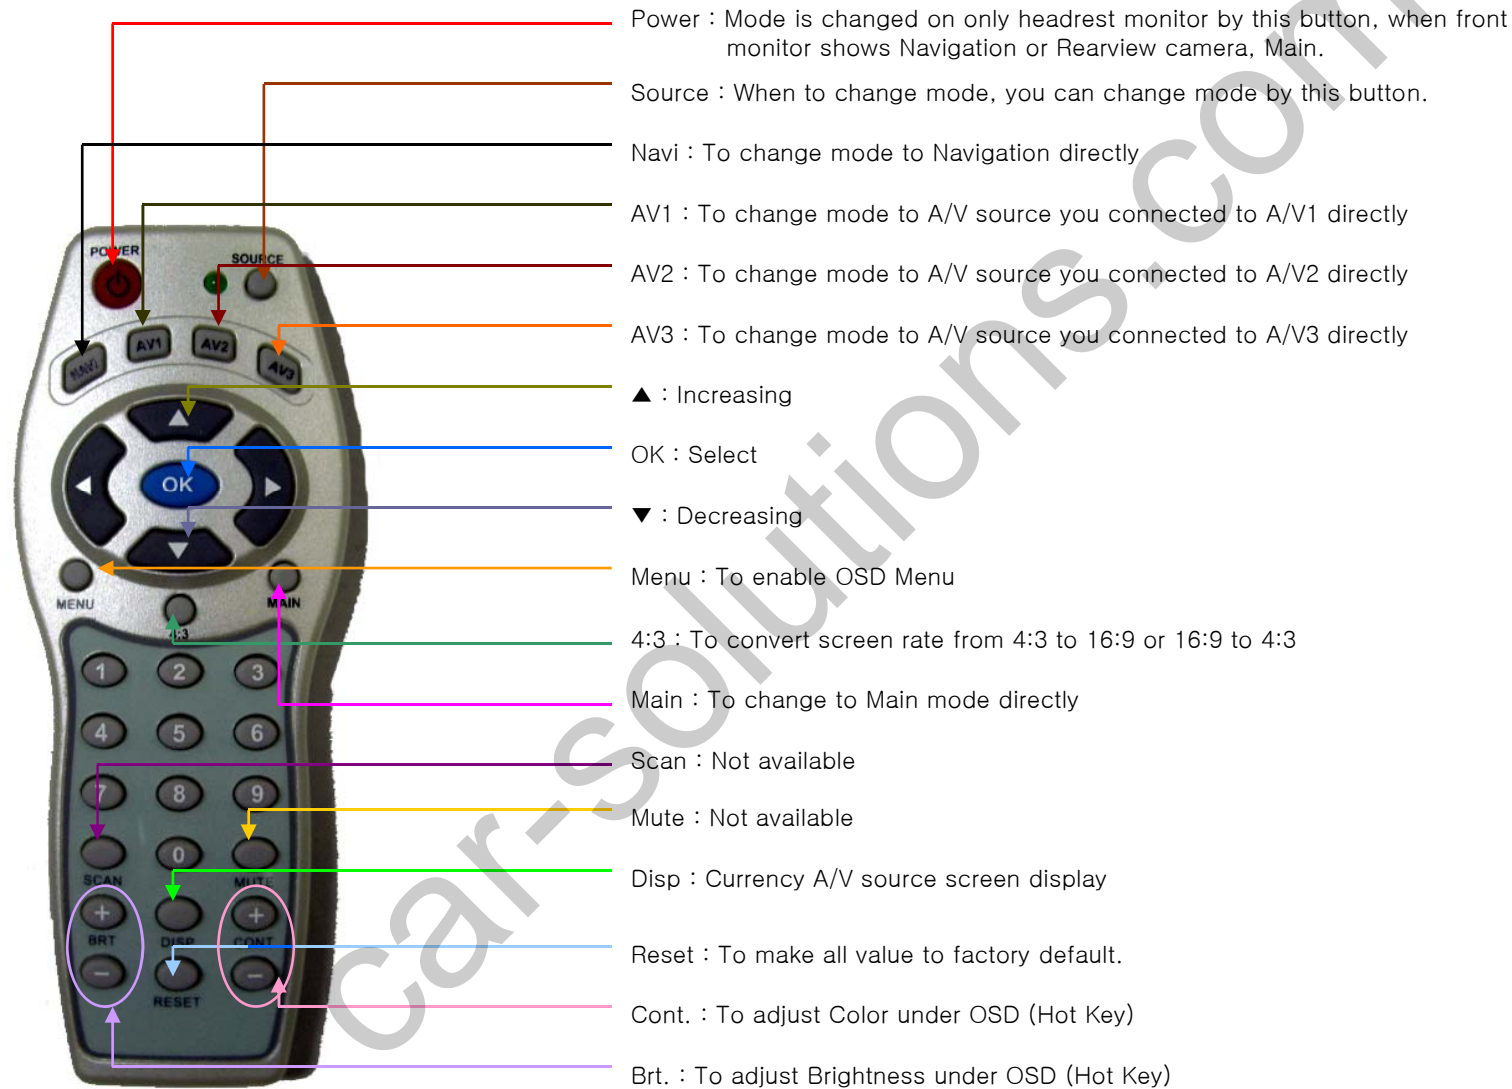 Power : Mode is changed on only headrest monitor by this button, when front
monitor shows Navigation or Rearview camera, Main.
Source : When to change mode, you can change mode by this button.
Navi : To change mode to Navigation directly
AV1 : To change mode to A/V source you connected to A/V1 directly
AV2 : To change mode to A/V source you connected to A/V2 directly
AV3 : To change mode to A/V source you connected to A/V3 directly
▲ : Increasing
OK : Select
▼ : Decreasing
Menu : To enable OSD Menu
4:3 : To convert screen rate from 4:3 to 16:9 or 16:9 to 4:3
Main : To change to Main mode directly
Scan : Not available
Mute : Not available
Disp : Currency A/V source screen display
Reset : To make all value to factory default.
Cont. : To adjust Color under OSD (Hot Key)
Brt. : To adjust Brightness under OSD (Hot Key)
POWER
SOURCE
NAVI
AV1
AV2
AV3
OK
MENU
MAIN
4:3
1 2 3
4 5 6
7 8 9
0
SCAN
MUTE
+ +
BRT DISP CONT
- -
RESET
car-solutions.com